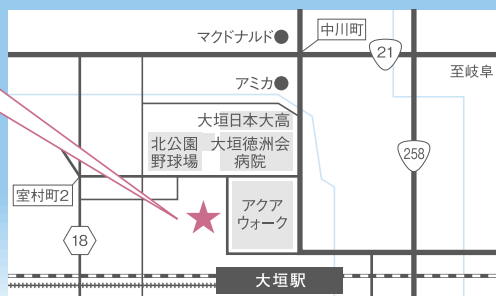 中川町
マクドナルド
21
至岐阜
アミカ
大垣日本大高
北公園
野球場
大垣徳洲会
病院
258
室村町2
アクア
ウォーク
18
大垣駅